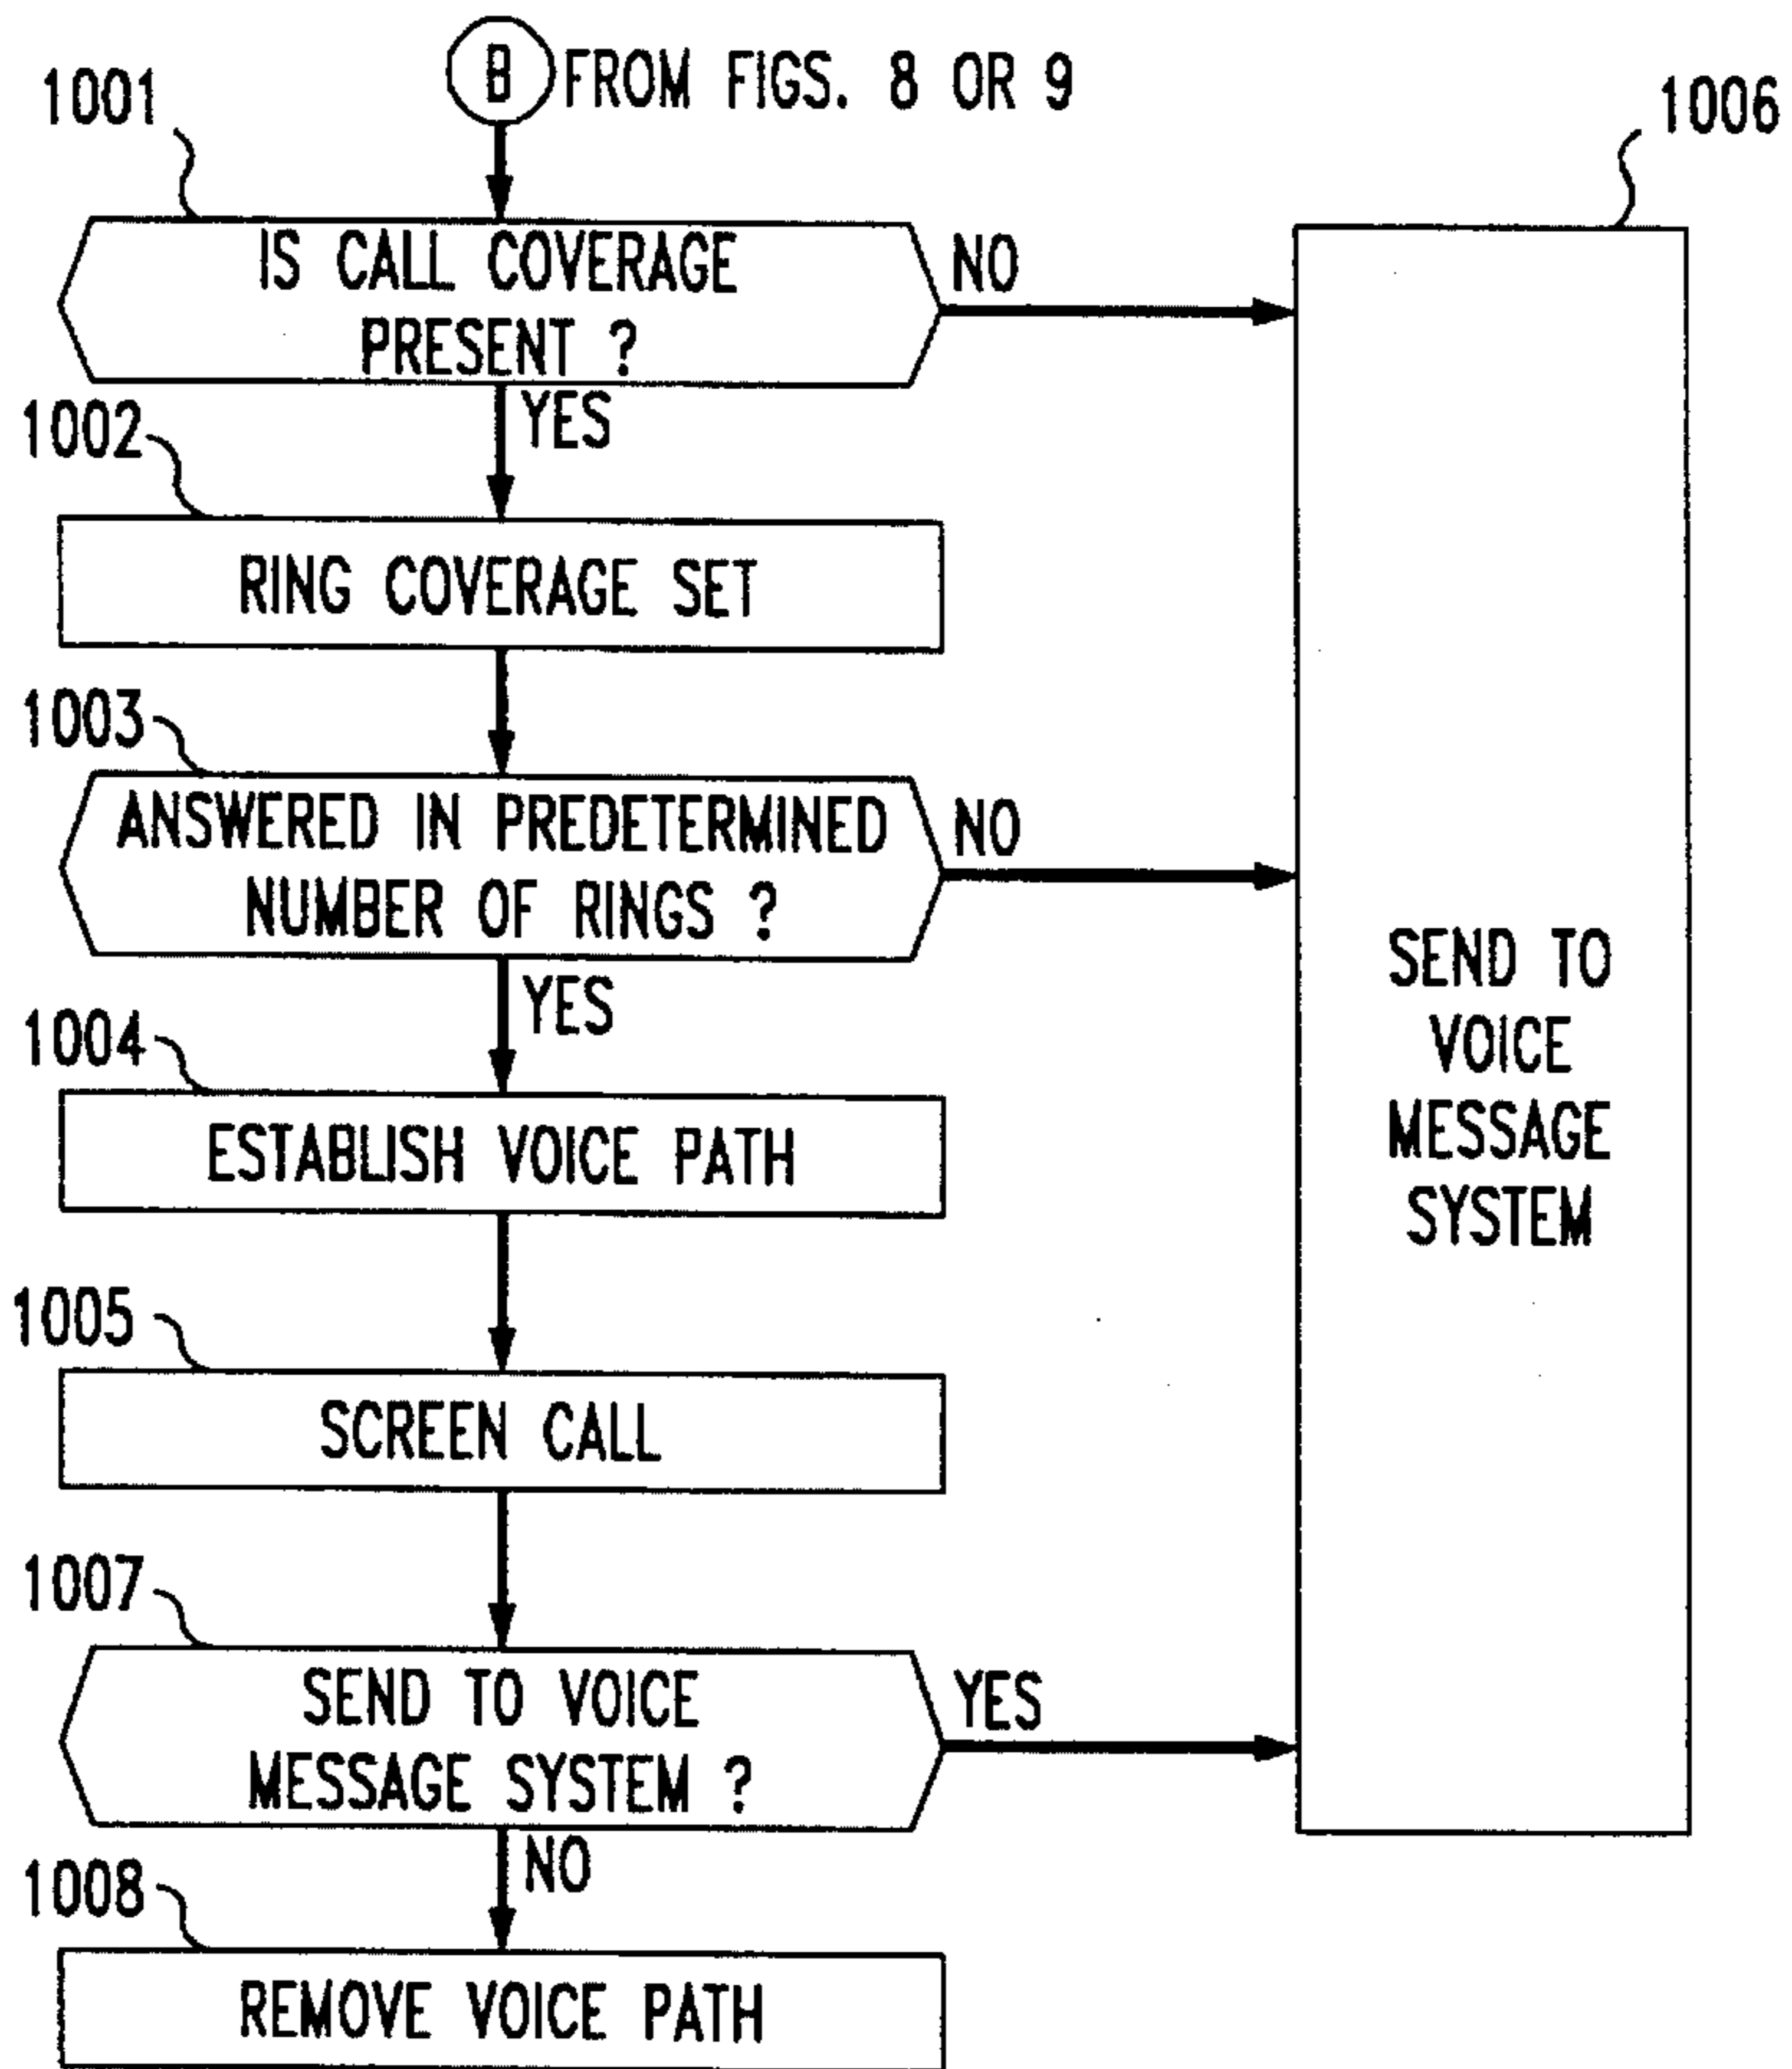 B FROM FIGS. 8 OR 9
1001
1006
IS CALL COVERAGE
PRESENT ?
NO
YES
1002
RING COVERAGE SET
1003
ANSWERED IN PREDETERMINED
NUMBER OF RINGS ?
NO
YES
1004
ESTABLISH VOICE PATH
SEND TO
VOICE
MESSAGE
SYSTEM
1005
SCREEN CALL
1007
SEND TO VOICE
MESSAGE SYSTEM ?
YES
NO
1008
REMOVE VOICE PATH